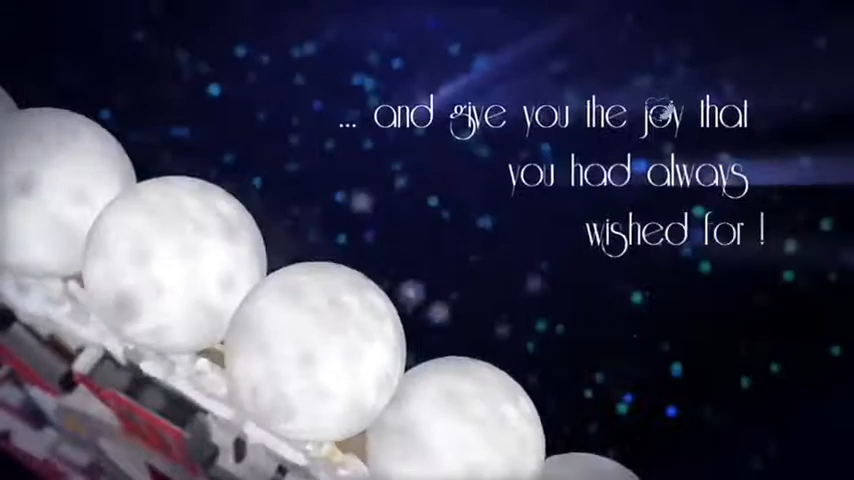 ... and give you the joy that
you had always
wished for !